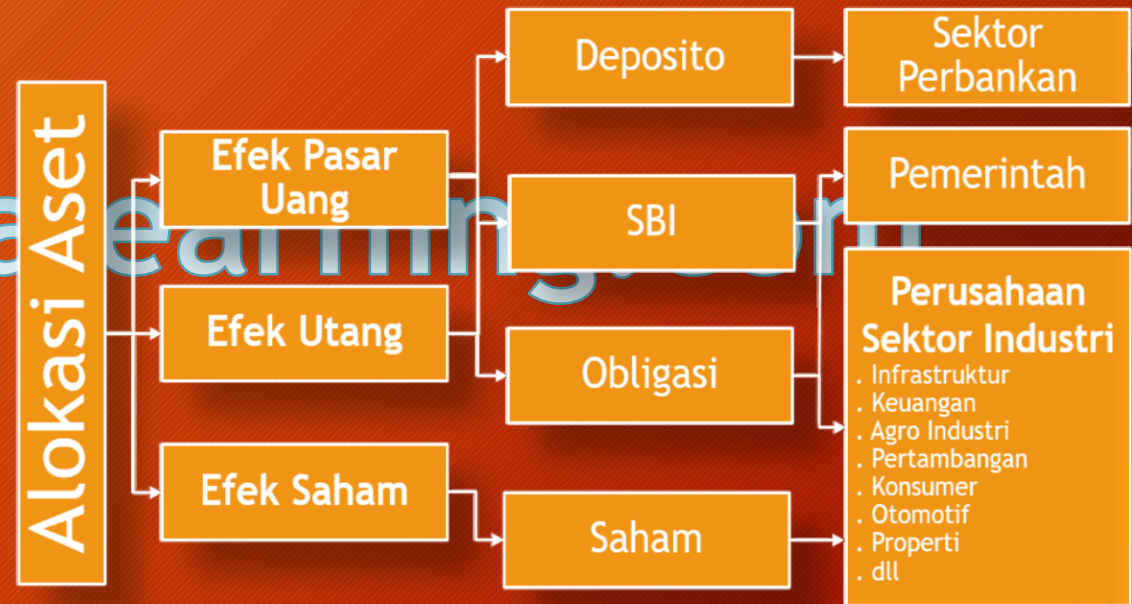 Alokasi Aset
Efek Pasar
Uang
Efek Utang
Efek Saham
Deposito
SBI
Obligasi
Saham
Sektor
Perbankan
Pemerintah
Perusahaan
Sektor Industri
. Infrastruktur
. Keuangan
. Agro Industri
. Pertambangan
. Konsumer
. Otomotif
. Properti
. dll